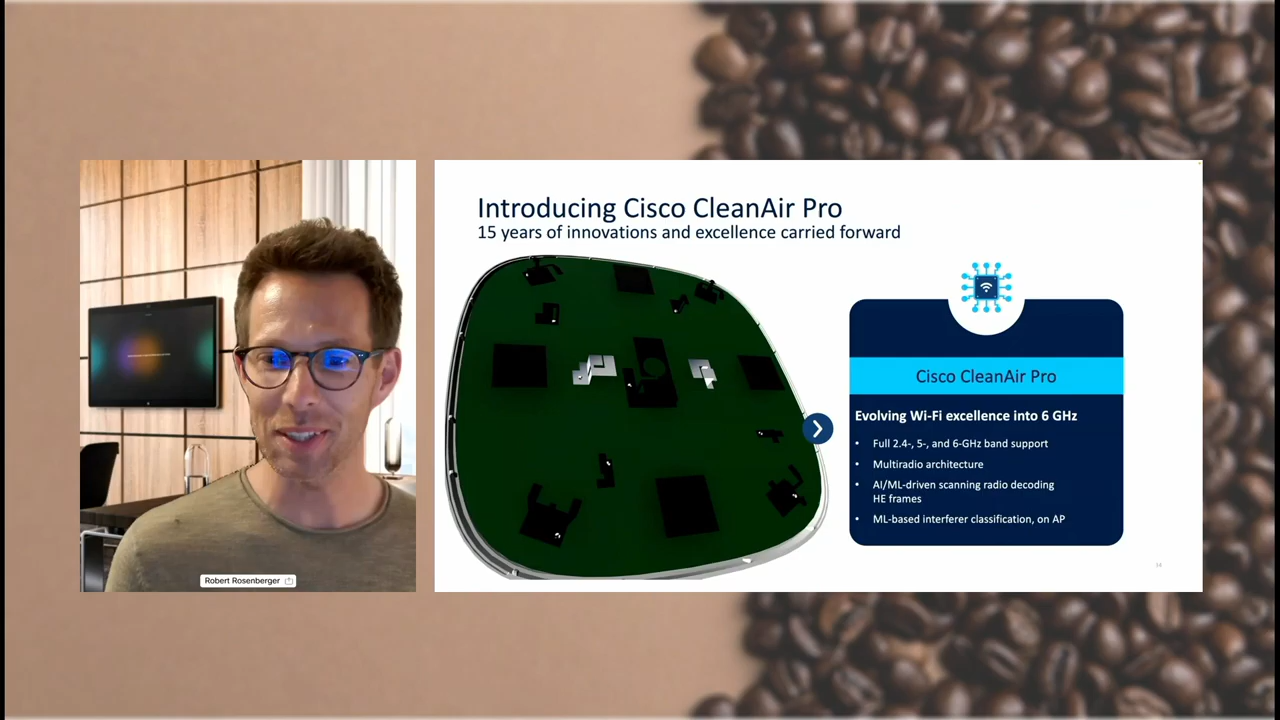 Introducing Cisco CleanAir Pro
15 years of innovations and excellence carried forward
Cisco CleanAir Pro
Evolving Wi-Fi excellence into 6 GHz
• Full 2.4-, 5-, and 6-GHz band support
• Multiradio architecture
• AI/ML-driven scanning radio decoding
HE frames
• ML-based interferer classification, on AP
Robert Rosenberger